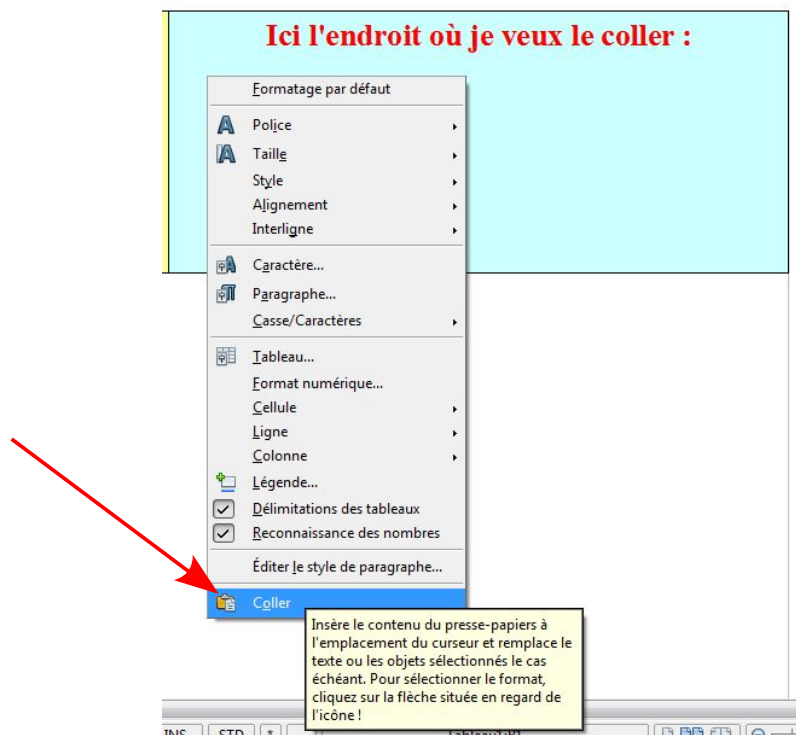 Ici l'endroit où je veux le coller :
Formatage par défaut
Police
Taille
Style
Alignement
Interligne
Caractère...
Paragraphe...
Casse/Caractères
Tableau...
Format numérique...
Cellule
Ligne
Colonne
Légende...
Délimitations des tableaux
Reconnaissance des nombres
Éditer le style de paragraphe...
Coller
Insère le contenu du presse-papiers à
l'emplacement du curseur et remplace le
texte ou les objets sélectionnés le cas
échéant. Pour sélectionner le format,
cliquez sur la flèche située en regard de
l'icône !
INS STD * Tableau1:B1